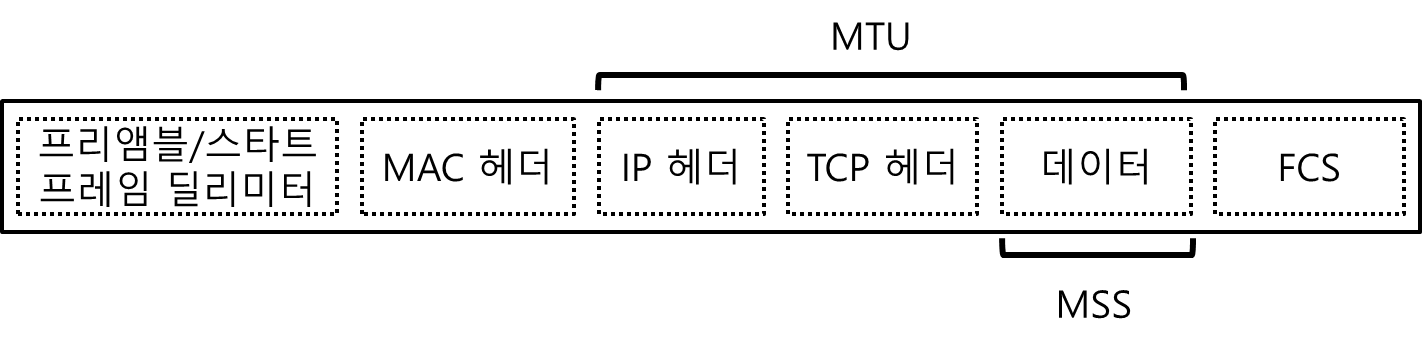 MTU
프리앰블/스타트
프레임 딜리미터
MAC 헤더
IP 헤더
TCP 헤더
데이터
FCS
MSS